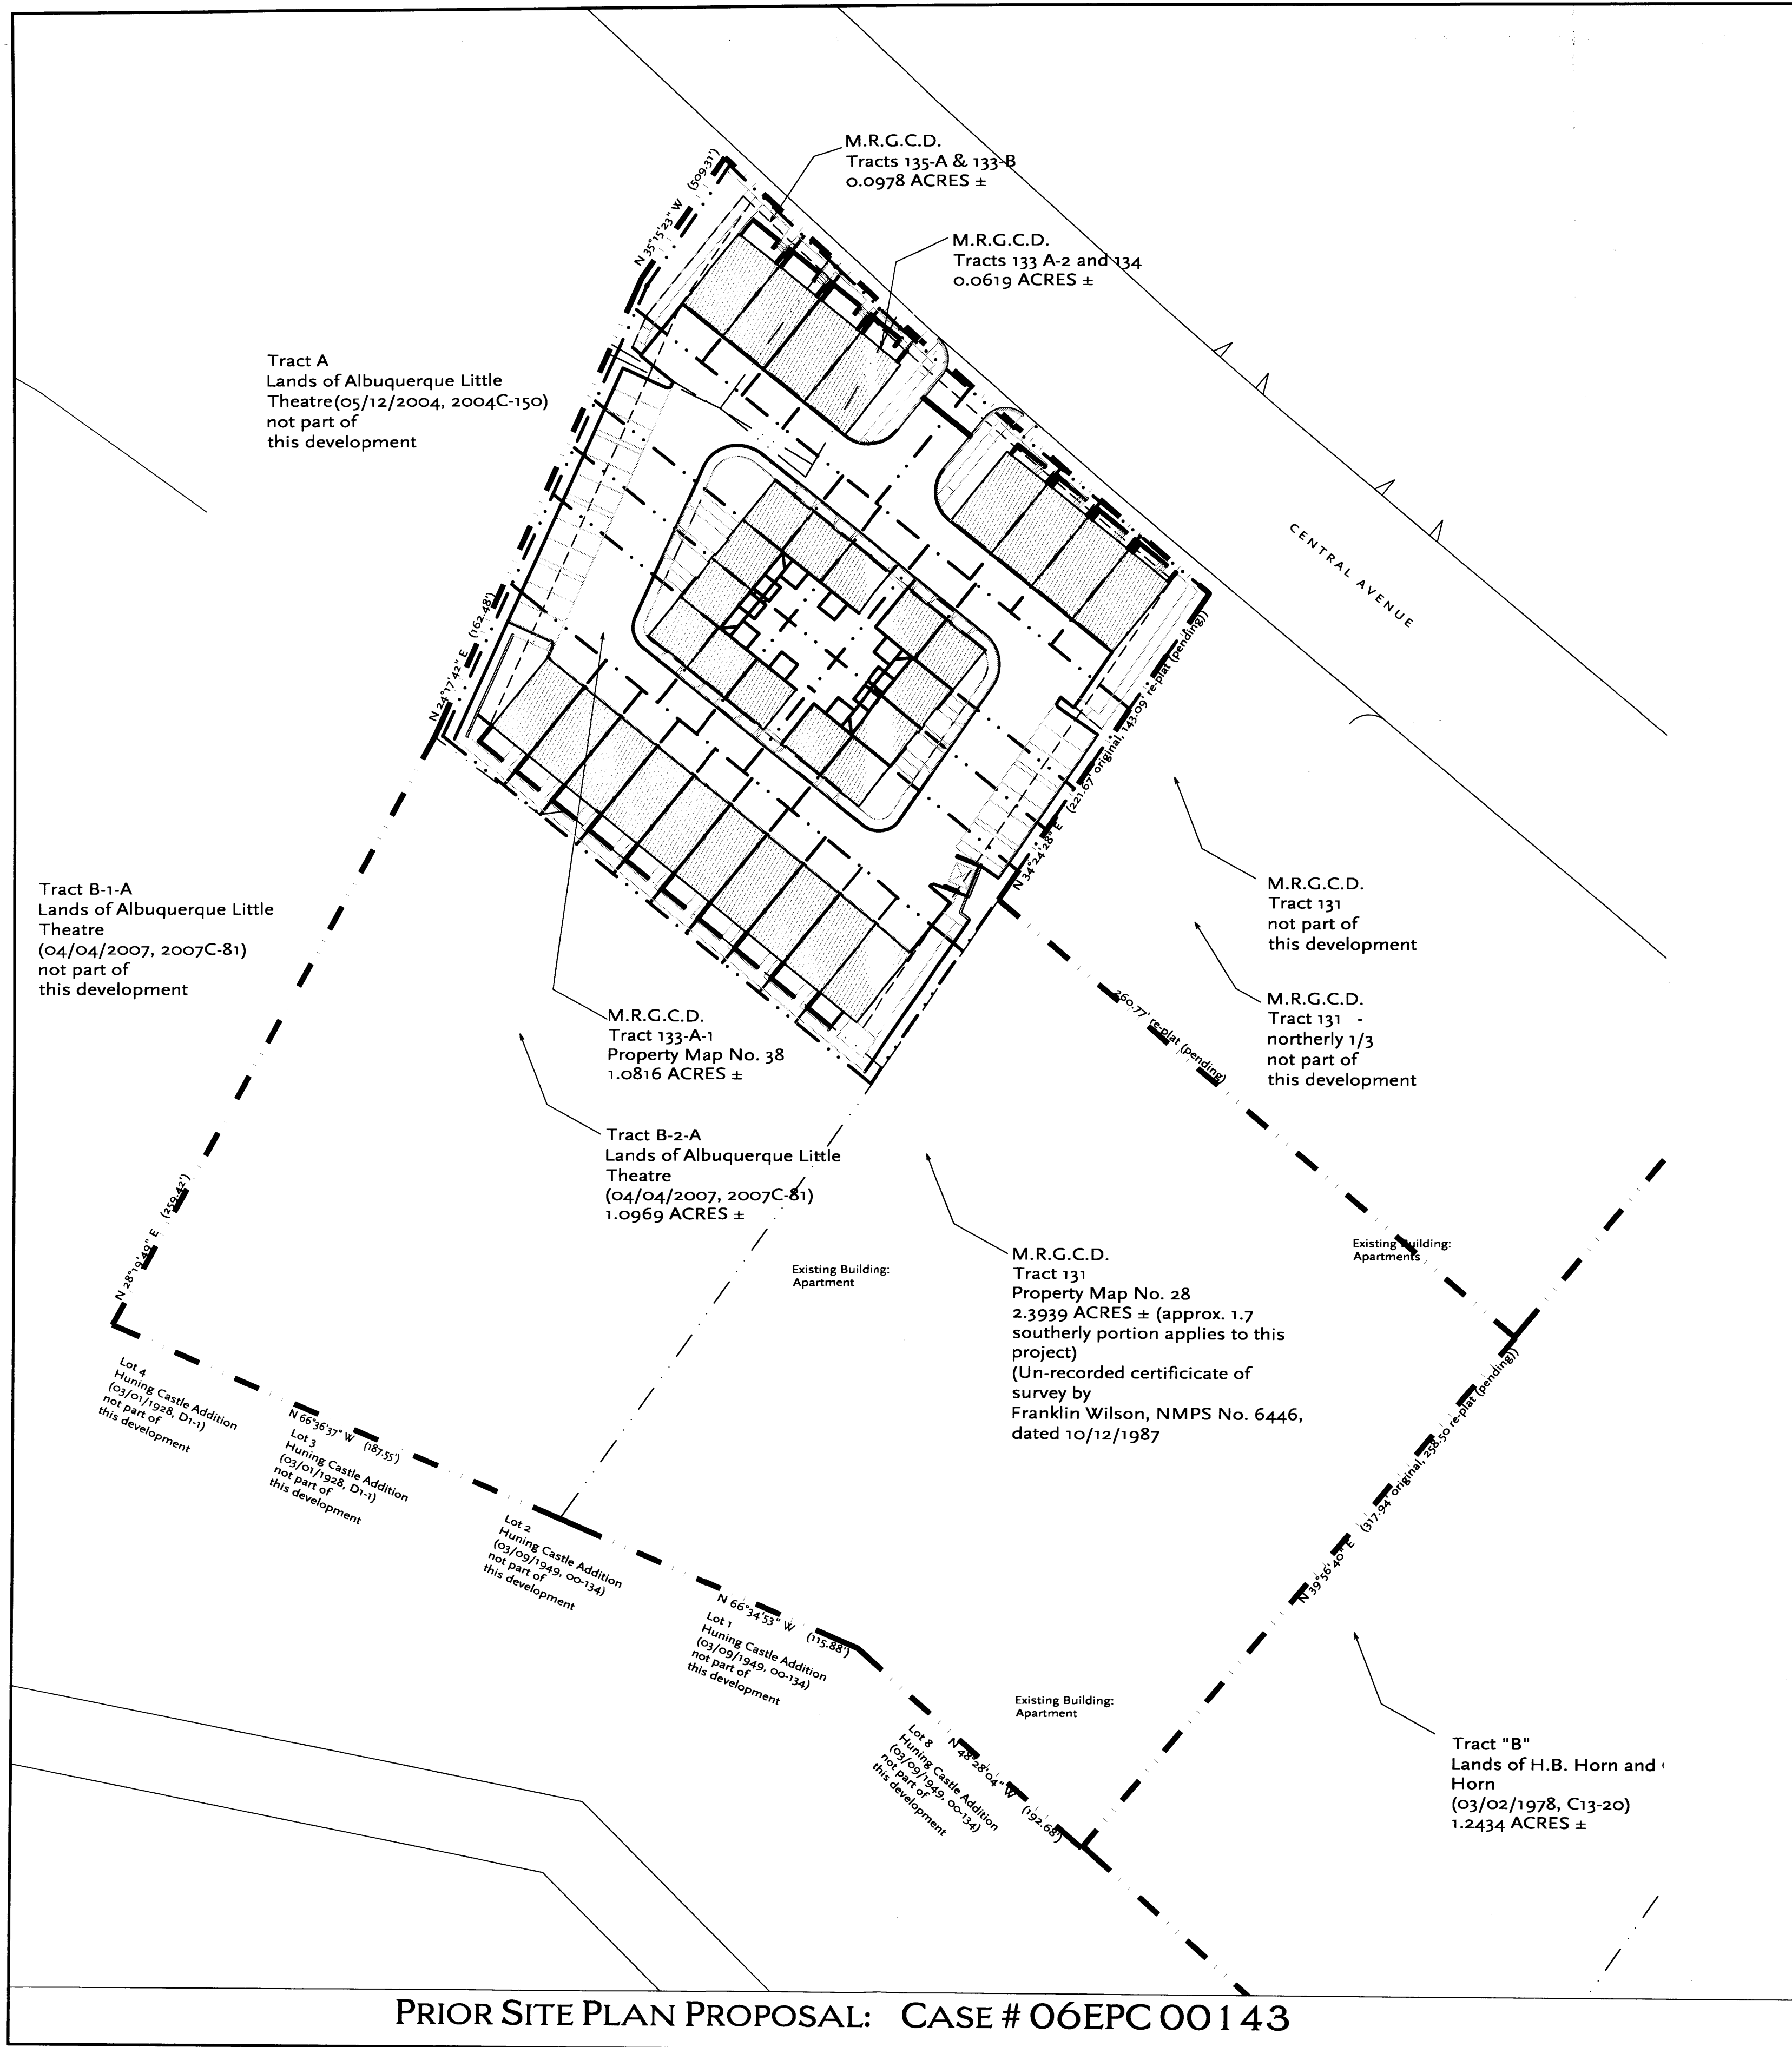 M.R.G.C.D.
Tracts 135-A & 133-B
0.0978 ACRES ±
M.R.G.C.D.
Tracts 133 A-2 and 134
0.0619 ACRES ±
N 35°15'23" W (509.31')
Tract A
Lands of Albuquerque Little
Theatre(05/12/2004, 2004C-150)
not part of
this development
CENTRAL AVENUE
N 24°17'42" E (162.48')
N 34°24'28" E (221.67' original, 143.09' re-plat (pending))
Tract B-1-A
Lands of Albuquerque Little
Theatre
(04/04/2007, 2007C-81)
not part of
this development
M.R.G.C.D.
Tract 131
not part of
this development
M.R.G.C.D.
Tract 131 -
northerly 1/3
not part of
this development
260.77' re-plat (pending)
M.R.G.C.D.
Tract 133-A-1
Property Map No. 38
1.0816 ACRES ±
Tract B-2-A
Lands of Albuquerque Little
Theatre
(04/04/2007, 2007C-81)
1.0969 ACRES ±
N 28°19'49" E (259.42')
Existing Building:
Apartment
Existing Building:
Apartments
M.R.G.C.D.
Tract 131
Property Map No. 28
2.3939 ACRES ± (approx. 1.7
southerly portion applies to this
project)
(Un-recorded certificicate of
survey by
Franklin Wilson, NMPS No. 6446,
dated 10/12/1987
Lot 4
Huning Castle Addition
(03/01/1928, D1-1)
not part of
this development
N 66°36'37" W (187.55')
Lot 3
Huning Castle Addition
(03/01/1928, D1-1)
not part of
this development
Lot 2
Huning Castle Addition
(03/09/1949, 00-134)
not part of
this development
N 66°34'53" W (115.88')
Lot 1
Huning Castle Addition
(03/09/1949, 00-134)
not part of
this development
N 39°56'40" E (317.94' original, 258.50 re-plat (pending))
Existing Building:
Apartment
N 48°28'04" W (192.68')
Lot 8
Huning Castle Addition
(03/09/1949, 00-134)
not part of
this development
Tract "B"
Lands of H.B. Horn and
Horn
(03/02/1978, C13-20)
1.2434 ACRES ±
PRIOR SITE PLAN PROPOSAL: CASE # 06EPC 00143